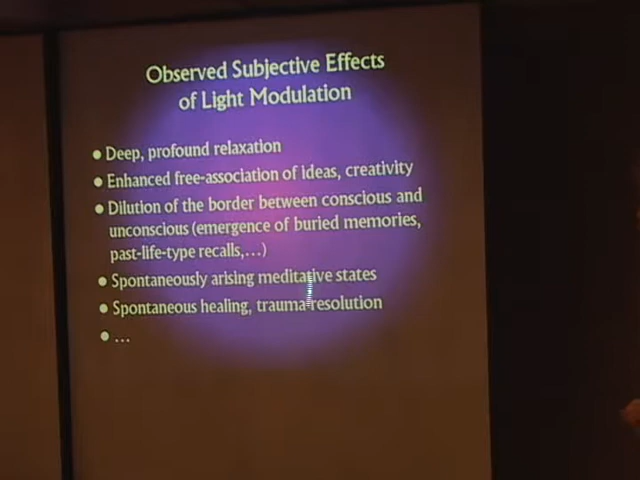 Observed Subjective Effects
of Light Modulation
● Deep, profound relaxation
● Enhanced free-association of ideas, creativity
● Dilution of the border between conscious and
unconscious (emergence of buried memories,
past-life-type recalls,...)
● Spontaneously arising meditative states
● Spontaneous healing, trauma-resolution
● ...